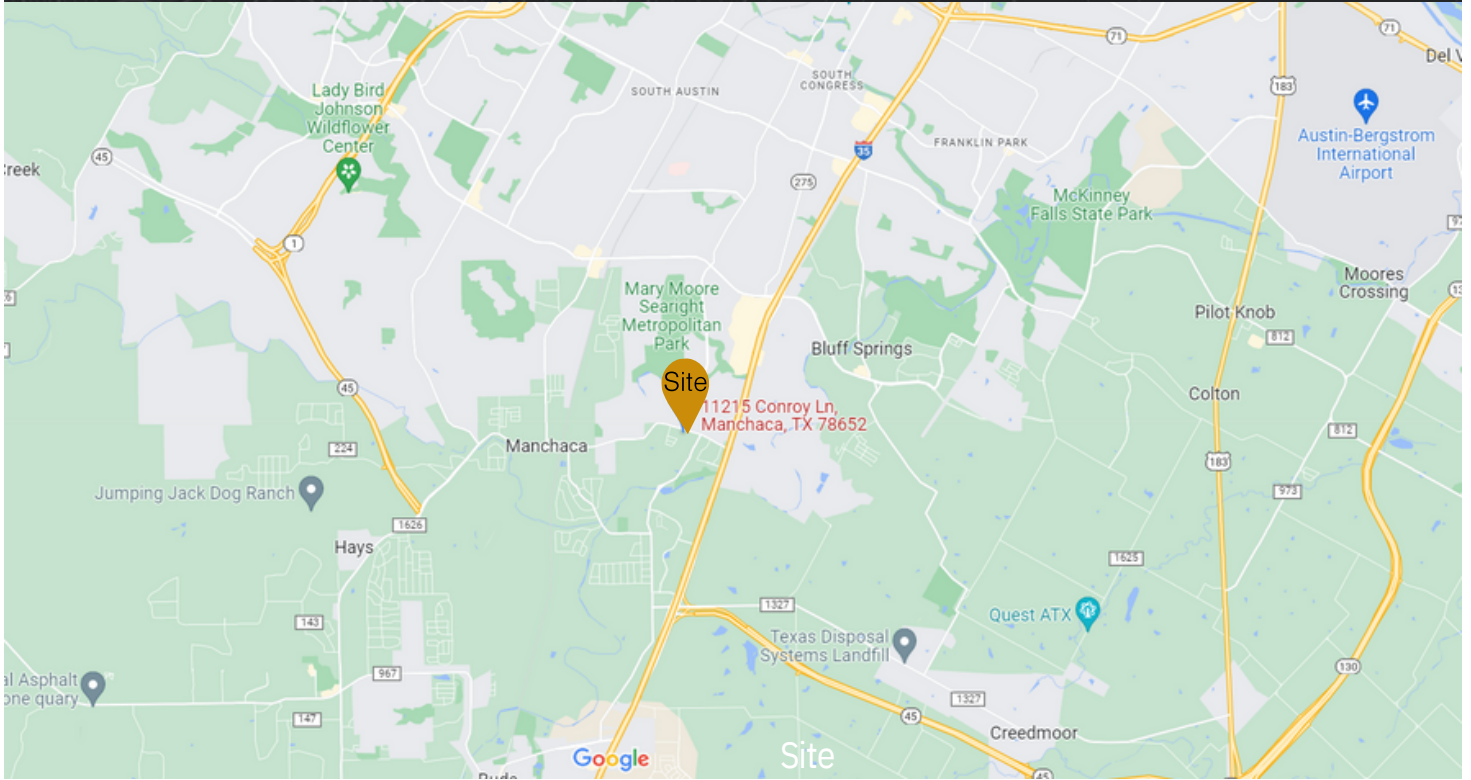 71
71
Del V
SOUTH
CONGRESS
SOUTH AUSTIN
183
Lady Bird
Johnson
Wildflower
Center
Austin-Bergstrom
International
Airport
FRANKLIN PARK
35
45
reek
275
McKinney
Falls State Park
1
Moores
Crossing
Mary Moore
Searight
Metropolitan
Park
Pilot Knob
812
Bluff Springs
Site
45
Colton
11215 Conroy Ln,
Manchaca, TX 78652
812
Manchaca
224
183
Jumping Jack Dog Ranch
973
1626
Hays
1625
1327
Quest ATX
143
Texas Disposal
Systems Landfill
130
967
al Asphalt
one quary
1327
147
45
Creedmoor
Google
Site
45